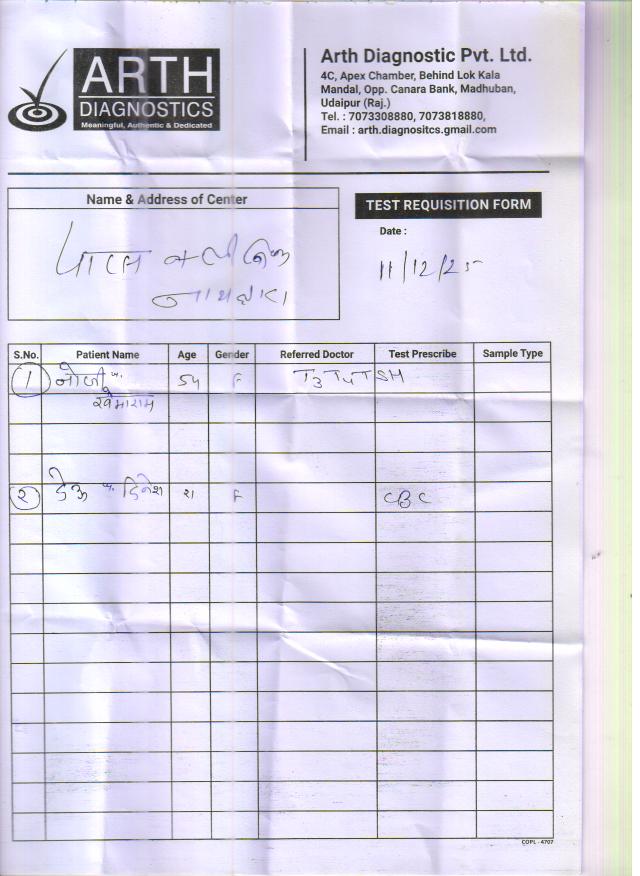 ARTH
DIAGNOSTICS
Meaningful, Authentic & Dedicated
Arth Diagnostic Pvt. Ltd.
4C, Apex Chamber, Behind Lok Kala
Mandal, Opp. Canara Bank, Madhuban,
Udaipur (Raj.)
Tel. : 7073308880, 7073818880,
Email : arth.diagnositcs.gmail.com
Name & Address of Center
TEST REQUISITION FORM
Date :
11/12/25
S.No. Patient Name Age Gender Referred Doctor Test Prescribe Sample Type
1 54 F T3 T4 TSH
खेमाराम
२ डेऊ दिनेश २१ F CBC
COPL - 4707